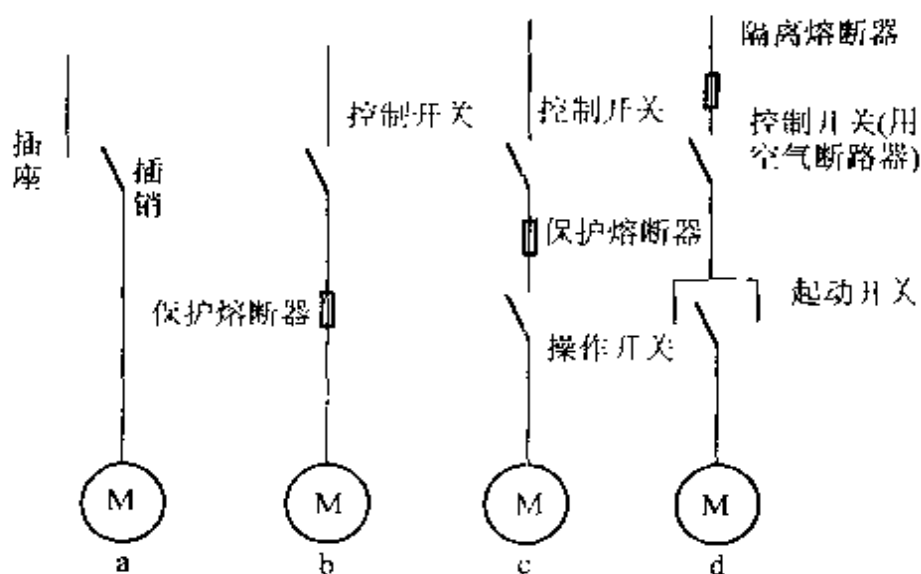 插座
插销
M
a
控制开关
保护熔断器
M
b
控制开关
保护熔断器
操作开关
M
c
隔离熔断器
控制开关(用
空气断路器)
起动开关
M
d